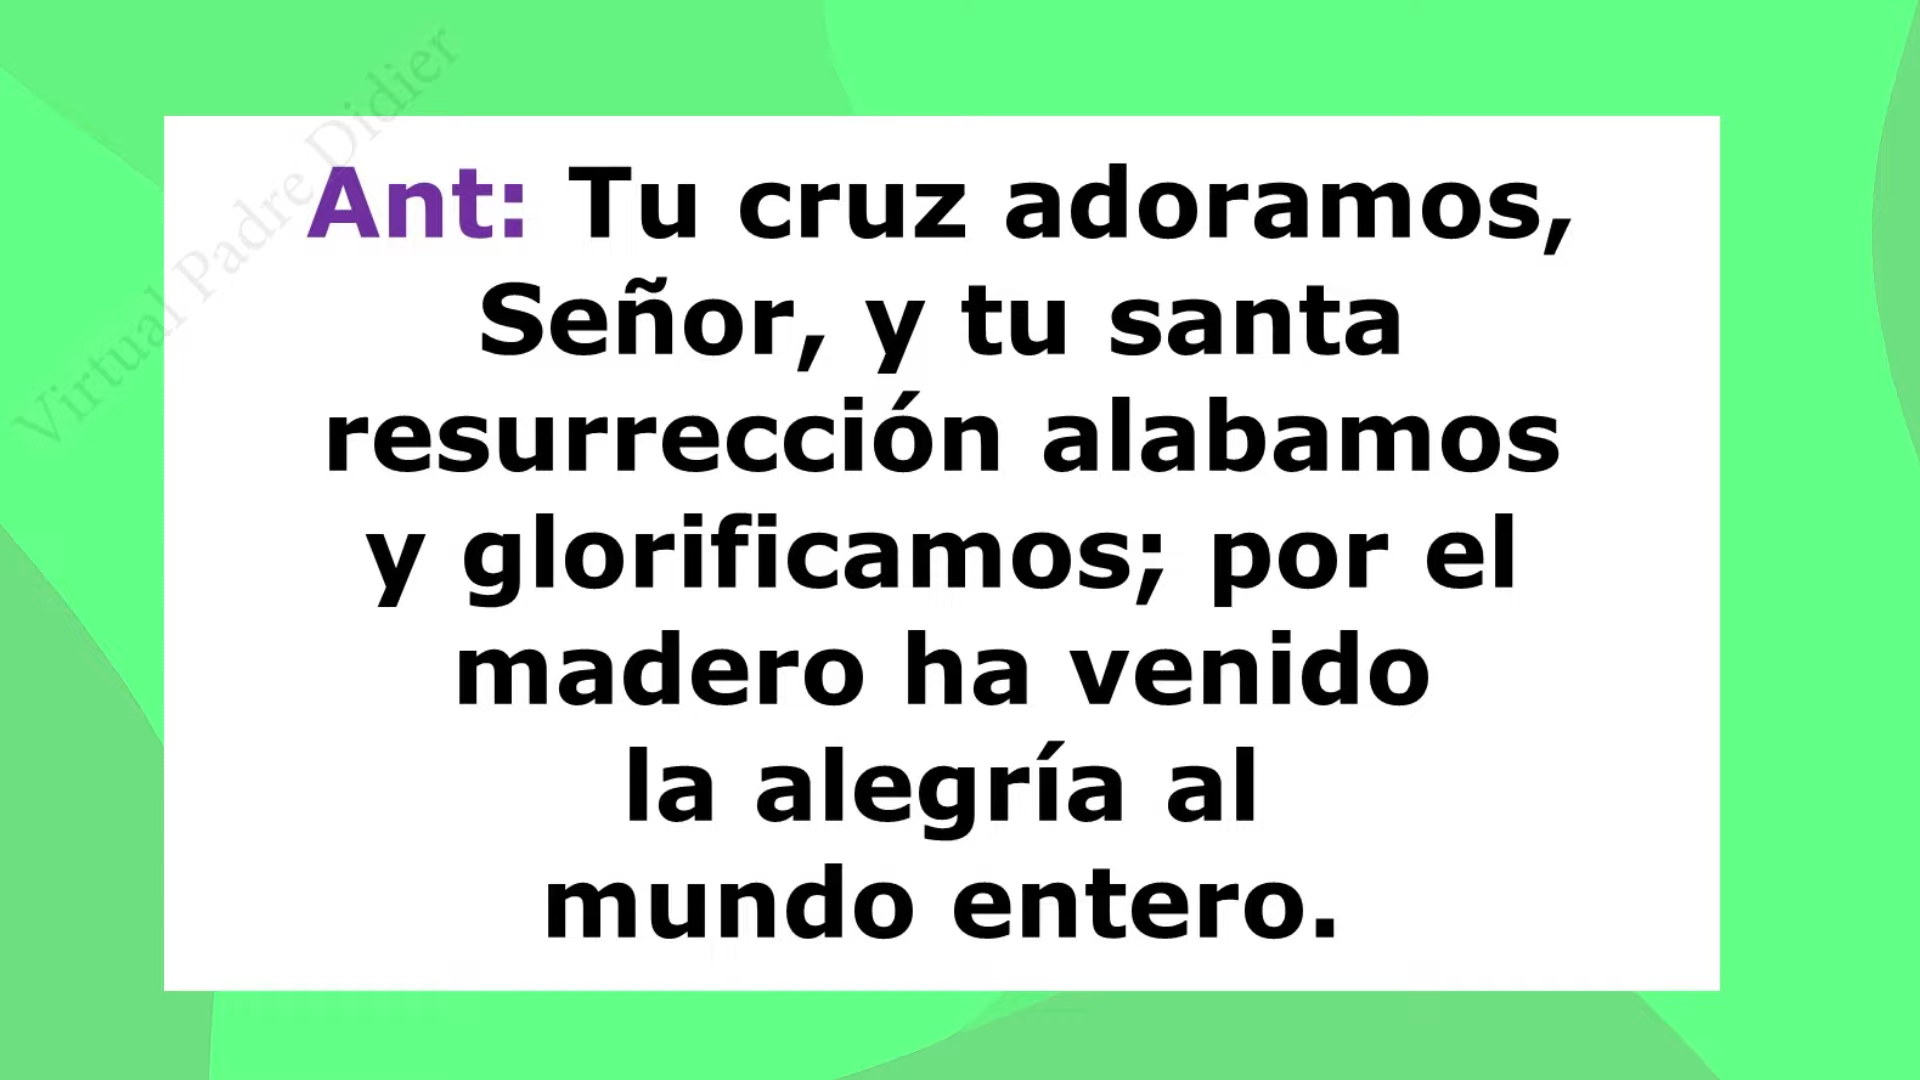 Virtual Padre Didier
Ant: Tu cruz adoramos,
Señor, y tu santa
resurrección alabamos
y glorificamos; por el
madero ha venido
la alegría al
mundo entero.